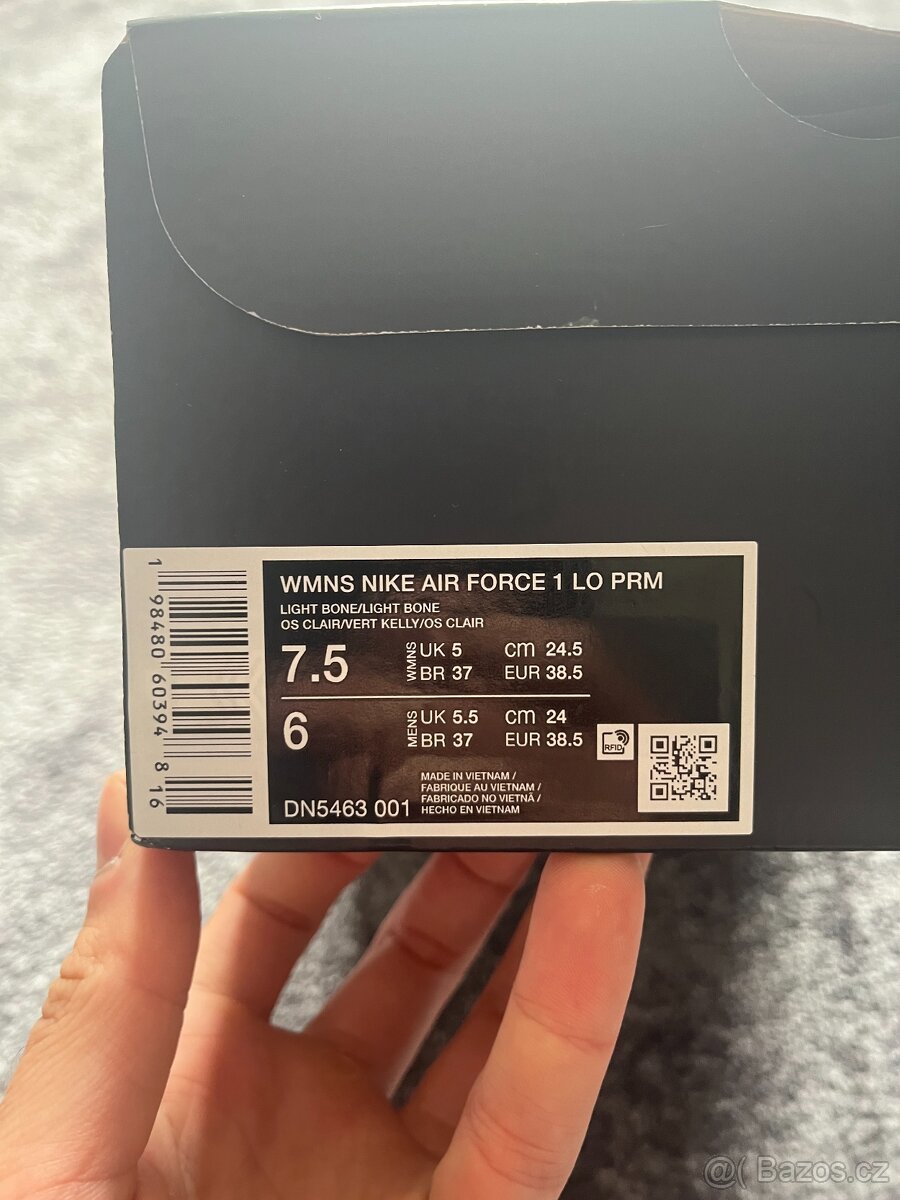 WMNS NIKE AIR FORCE 1 LO PRM
LIGHT BONE/LIGHT BONE
OS CLAIR/VERT KELLY/OS CLAIR
7.5
WMNS
UK 5 cm 24.5
BR 37 EUR 38.5
6
MENS
UK 5.5 cm 24
BR 37 EUR 38.5
RFID
DN5463 001
MADE IN VIETNAM /
FABRIQUE AU VIETNAM /
FABRICADO NO VIETNÃ /
HECHO EN VIETNAM
1 98480 60394 8 16
@( Bazos.cz